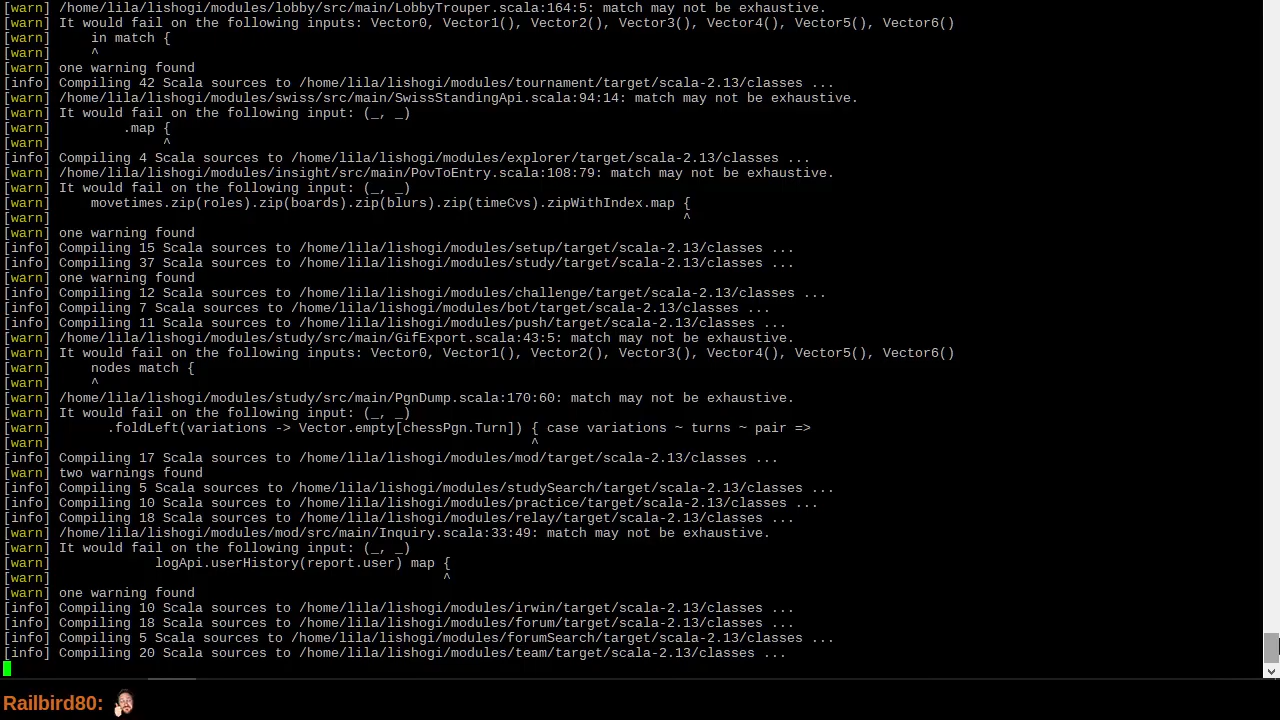 [warn] /home/lila/lishogi/modules/lobby/src/main/LobbyTrouper.scala:164:5: match may not be exhaustive.
[warn] It would fail on the following inputs: Vector0, Vector1(), Vector2(), Vector3(), Vector4(), Vector5(), Vector6()
[warn]     in match {
[warn]     ^
[warn] one warning found
[info] Compiling 42 Scala sources to /home/lila/lishogi/modules/tournament/target/scala-2.13/classes ...
[warn] /home/lila/lishogi/modules/swiss/src/main/SwissStandingApi.scala:94:14: match may not be exhaustive.
[warn] It would fail on the following input: (_, _)
[warn]         .map {
[warn]              ^
[info] Compiling 4 Scala sources to /home/lila/lishogi/modules/explorer/target/scala-2.13/classes ...
[warn] /home/lila/lishogi/modules/insight/src/main/PovToEntry.scala:108:79: match may not be exhaustive.
[warn] It would fail on the following input: (_, _)
[warn]     movetimes.zip(roles).zip(boards).zip(blurs).zip(timeCvs).zipWithIndex.map {
[warn]                                                                               ^
[warn] one warning found
[info] Compiling 15 Scala sources to /home/lila/lishogi/modules/setup/target/scala-2.13/classes ...
[info] Compiling 37 Scala sources to /home/lila/lishogi/modules/study/target/scala-2.13/classes ...
[warn] one warning found
[info] Compiling 12 Scala sources to /home/lila/lishogi/modules/challenge/target/scala-2.13/classes ...
[info] Compiling 7 Scala sources to /home/lila/lishogi/modules/bot/target/scala-2.13/classes ...
[info] Compiling 11 Scala sources to /home/lila/lishogi/modules/push/target/scala-2.13/classes ...
[warn] /home/lila/lishogi/modules/study/src/main/GifExport.scala:43:5: match may not be exhaustive.
[warn] It would fail on the following inputs: Vector0, Vector1(), Vector2(), Vector3(), Vector4(), Vector5(), Vector6()
[warn]     nodes match {
[warn]     ^
[warn] /home/lila/lishogi/modules/study/src/main/PgnDump.scala:170:60: match may not be exhaustive.
[warn] It would fail on the following input: (_, _)
[warn]       .foldLeft(variations -> Vector.empty[chessPgn.Turn]) { case variations ~ turns ~ pair =>
[warn]                                                            ^
[info] Compiling 17 Scala sources to /home/lila/lishogi/modules/mod/target/scala-2.13/classes ...
[warn] two warnings found
[info] Compiling 5 Scala sources to /home/lila/lishogi/modules/studySearch/target/scala-2.13/classes ...
[info] Compiling 10 Scala sources to /home/lila/lishogi/modules/practice/target/scala-2.13/classes ...
[info] Compiling 18 Scala sources to /home/lila/lishogi/modules/relay/target/scala-2.13/classes ...
[warn] /home/lila/lishogi/modules/mod/src/main/Inquiry.scala:33:49: match may not be exhaustive.
[warn] It would fail on the following input: (_, _)
[warn]             logApi.userHistory(report.user) map {
[warn]                                                 ^
[warn] one warning found
[info] Compiling 10 Scala sources to /home/lila/lishogi/modules/irwin/target/scala-2.13/classes ...
[info] Compiling 18 Scala sources to /home/lila/lishogi/modules/forum/target/scala-2.13/classes ...
[info] Compiling 5 Scala sources to /home/lila/lishogi/modules/forumSearch/target/scala-2.13/classes ...
[info] Compiling 20 Scala sources to /home/lila/lishogi/modules/team/target/scala-2.13/classes ...
Railbird80: